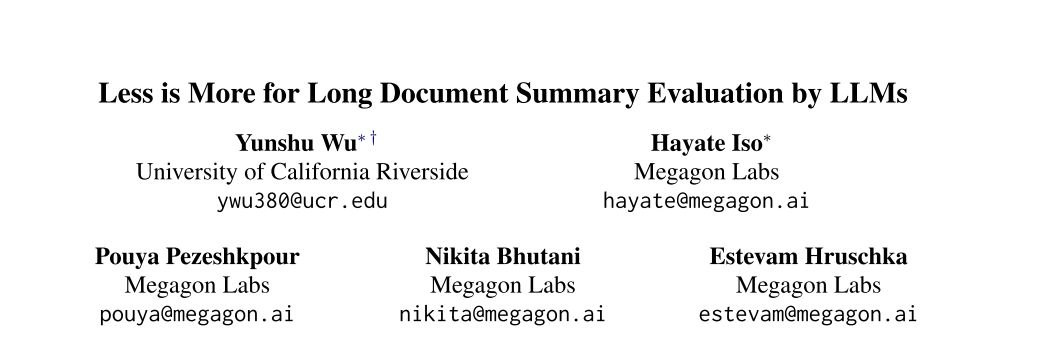 Less is More for Long Document Summary Evaluation by LLMs
Yunshu Wu*† Hayate Iso*
University of California Riverside Megagon Labs
ywu380@ucr.edu hayate@megagon.ai
Pouya Pezeshkpour Nikita Bhutani Estevam Hruschka
Megagon Labs Megagon Labs Megagon Labs
pouya@megagon.ai nikita@megagon.ai estevam@megagon.ai